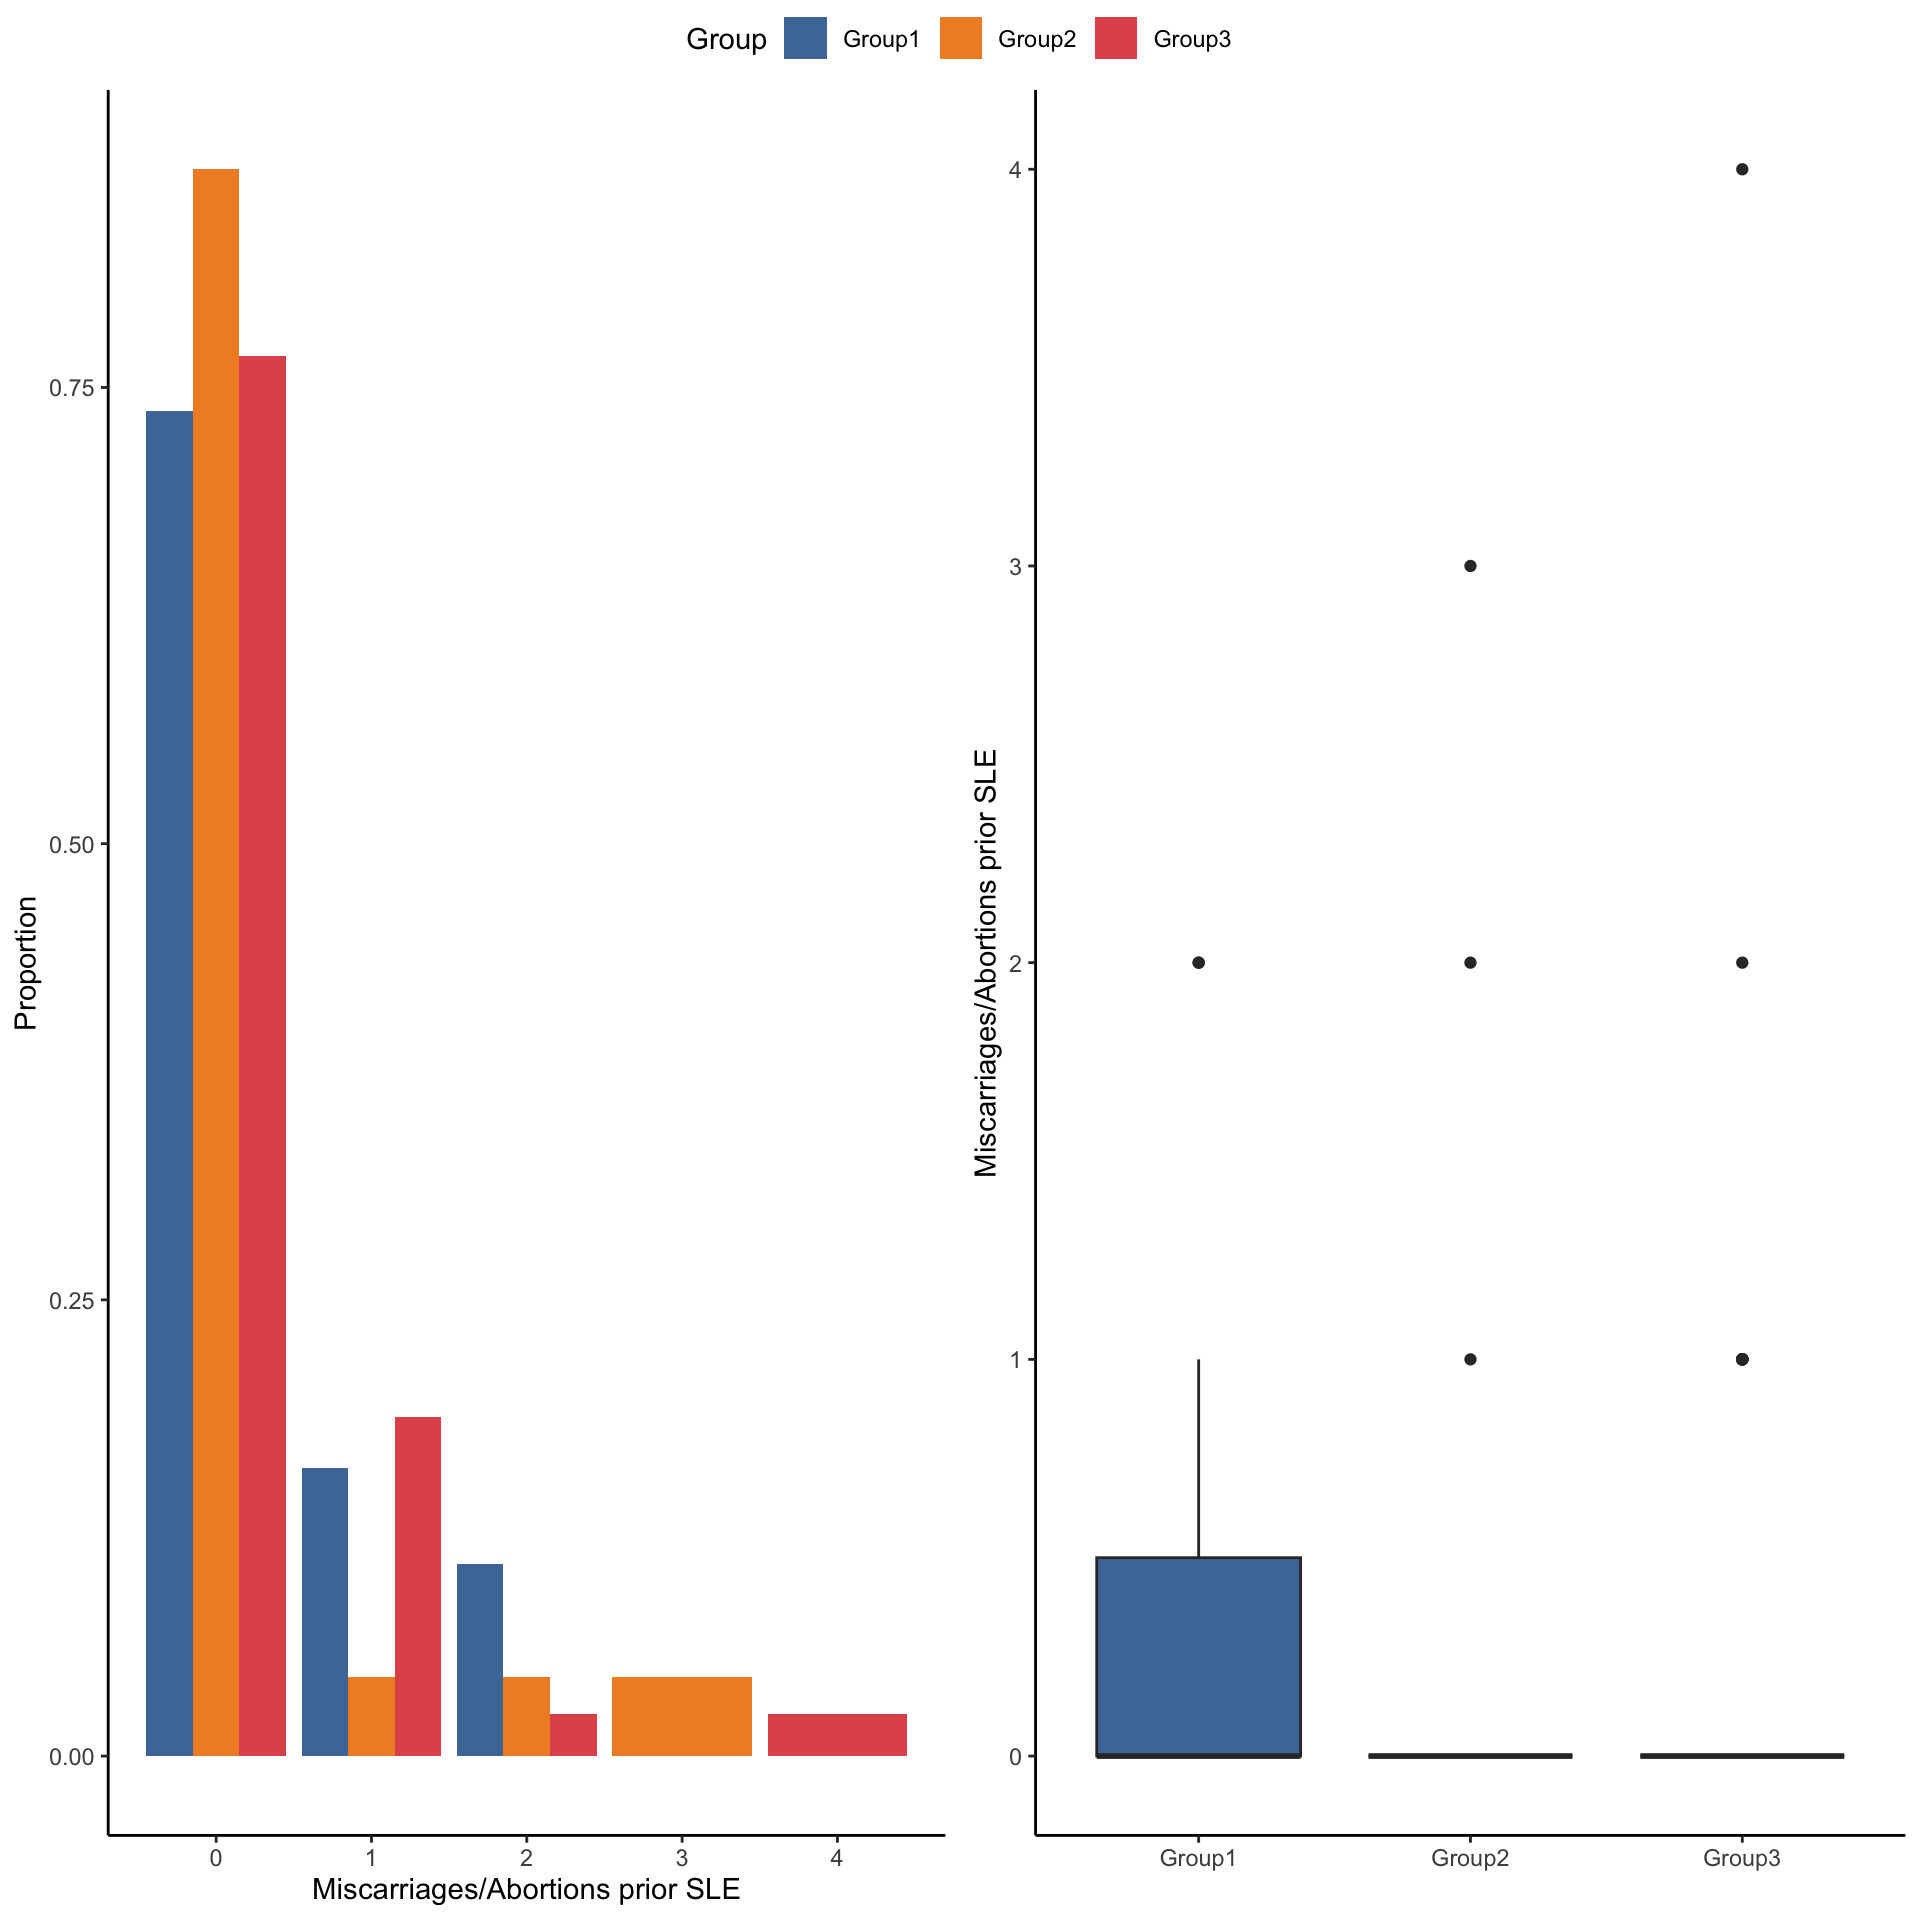 Group Group1 Group2 Group3
Proportion
0.75
0.50
0.25
0.00
0 1 2 3 4
Miscarriages/Abortions prior SLE
Miscarriages/Abortions prior SLE
4
3
2
1
0
Group1 Group2 Group3